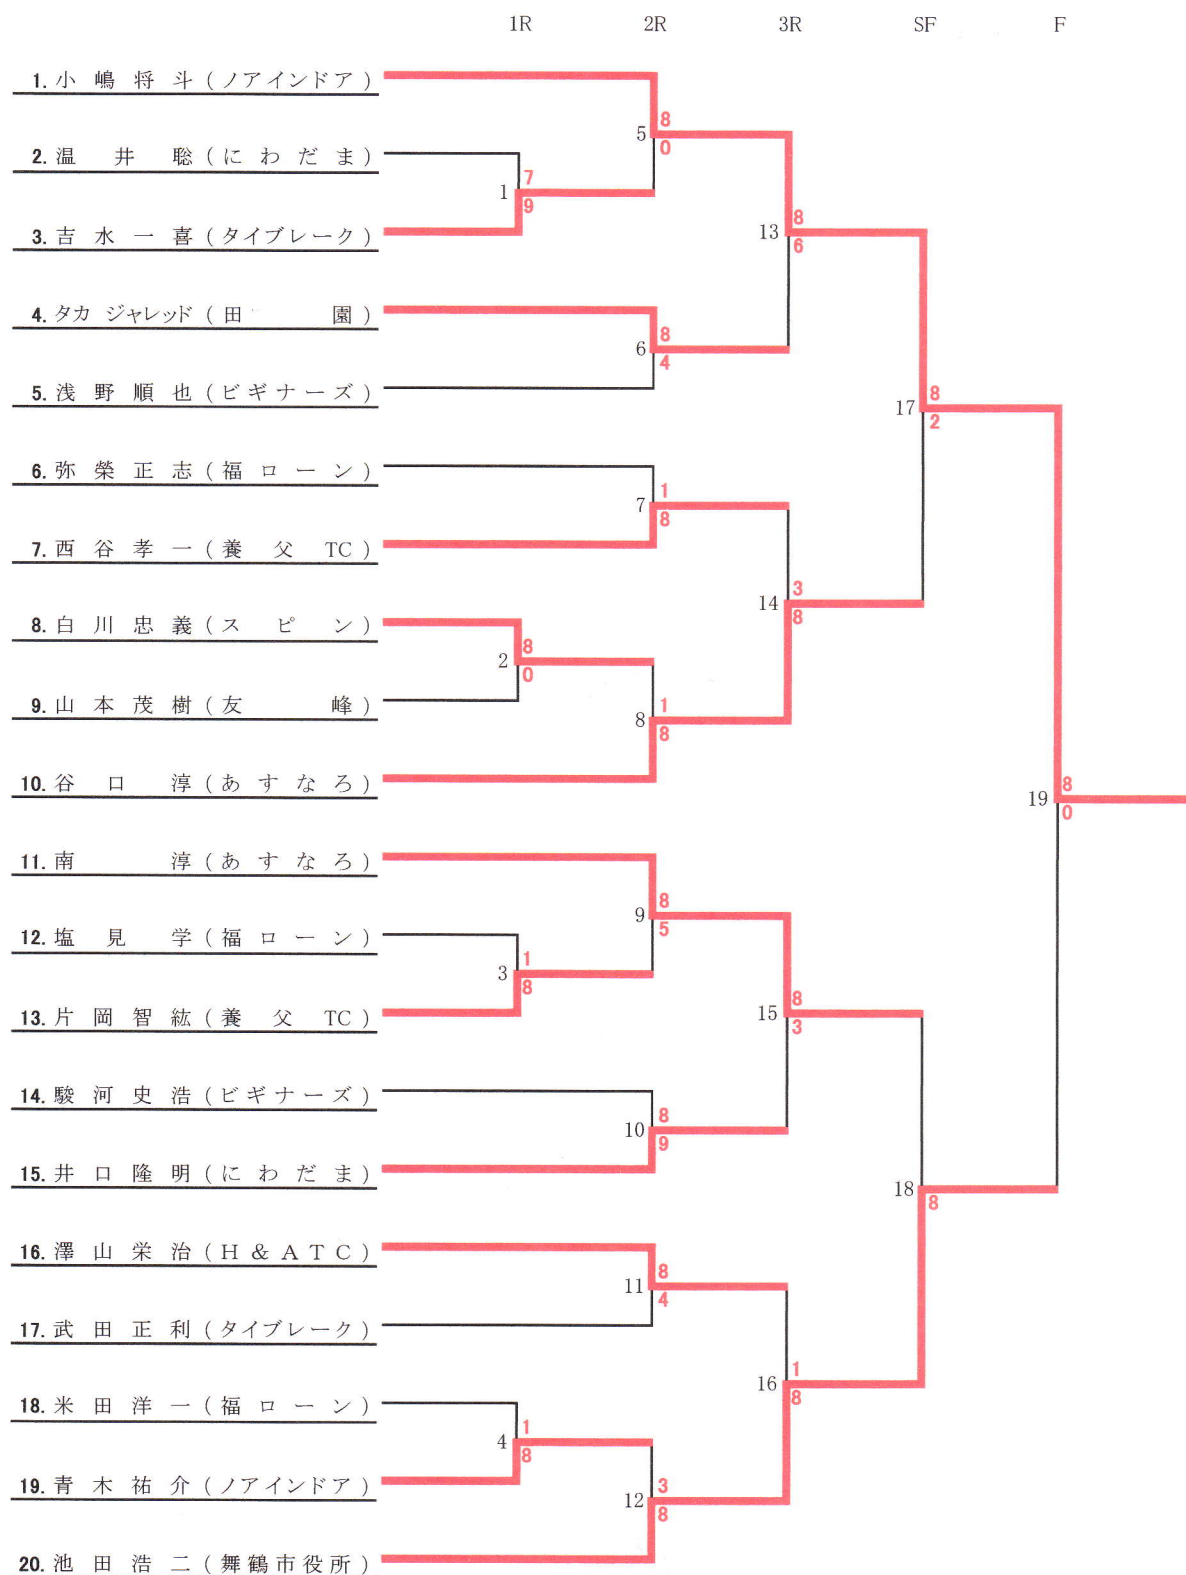 1R 2R 3R SF F
1. 小嶋将斗(ノアインドア)
8
5
0
2. 温井聡(にわだま)
7
1
9
3. 吉水一喜(タイブレーク)
8
13
6
4. タカ ジャレッド(田園)
8
6
4
5. 浅野順也(ビギナーズ)
8
17
2
6. 弥榮正志(福ローン)
1
7
8
7. 西谷孝一(養父TC)
3
14
8
8. 白川忠義(スピン)
8
2
0
9. 山本茂樹(友峰)
1
8
8
10. 谷口淳(あすなろ)
8
19
0
11. 南淳(あすなろ)
8
9
5
12. 塩見学(福ローン)
1
3
8
13. 片岡智紘(養父TC)
8
15
3
14. 駿河史浩(ビギナーズ)
8
10
9
15. 井口隆明(にわだま)
18
8
16. 澤山栄治(H&ATC)
8
11
4
17. 武田正利(タイブレーク)
1
16
8
18. 米田洋一(福ローン)
1
4
8
19. 青木祐介(ノアインドア)
3
12
8
20. 池田浩二(舞鶴市役所)